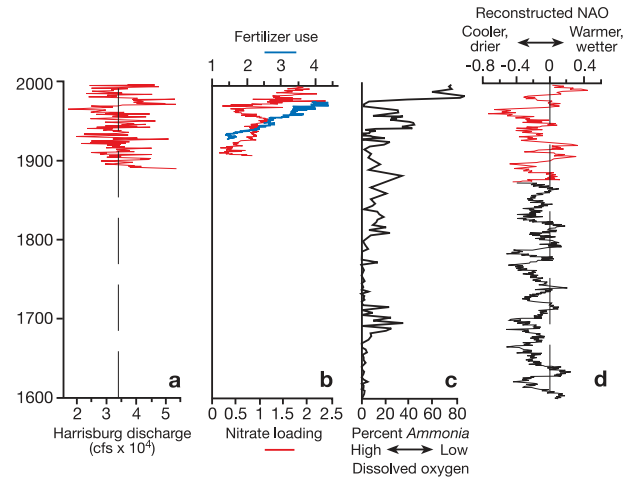 Reconstructed NAO
Cooler, drier
Warmer, wetter
-0.8 -0.4 0 0.4
Fertilizer use
1 2 3 4
2000
1900
1800
1700
1600
a
b
c
d
2 3 4 5
Harrisburg discharge
(cfs x 10⁴)
0 0.5 1 1.5 2 2.5
Nitrate loading
0 20 40 60 80
Percent Ammonia
High Low
Dissolved oxygen